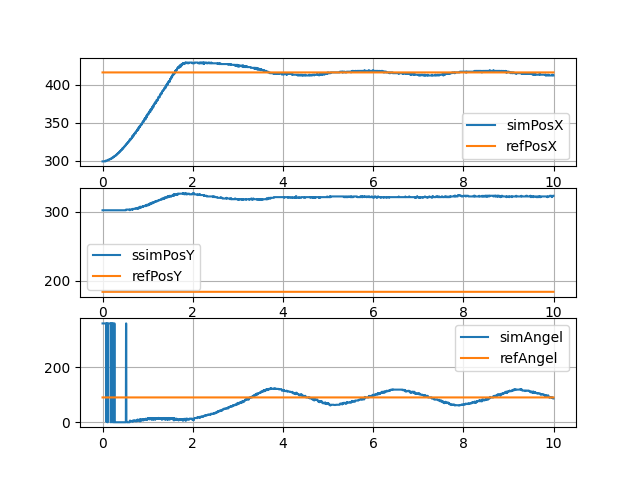 400
350
300
simPosX
refPosX
0 2 4 6 8 10
300
200
ssimPosY
refPosY
0 2 4 6 8 10
200
0
simAngel
refAngel
0 2 4 6 8 10